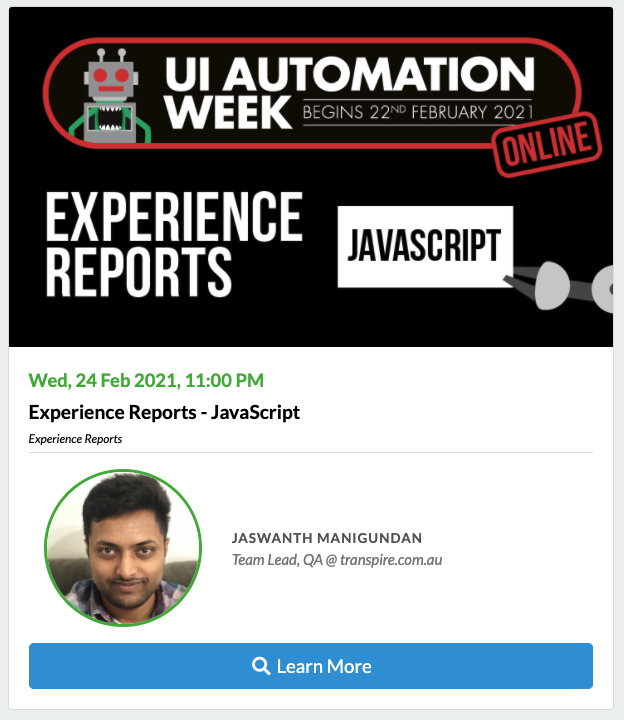 UI AUTOMATION
WEEK BEGINS 22ND FEBRUARY 2021
ONLINE
EXPERIENCE
REPORTS
JAVASCRIPT
Wed, 24 Feb 2021, 11:00 PM
Experience Reports - JavaScript
Experience Reports
JASWANTH MANIGUNDAN
Team Lead, QA @ transpire.com.au
Learn More